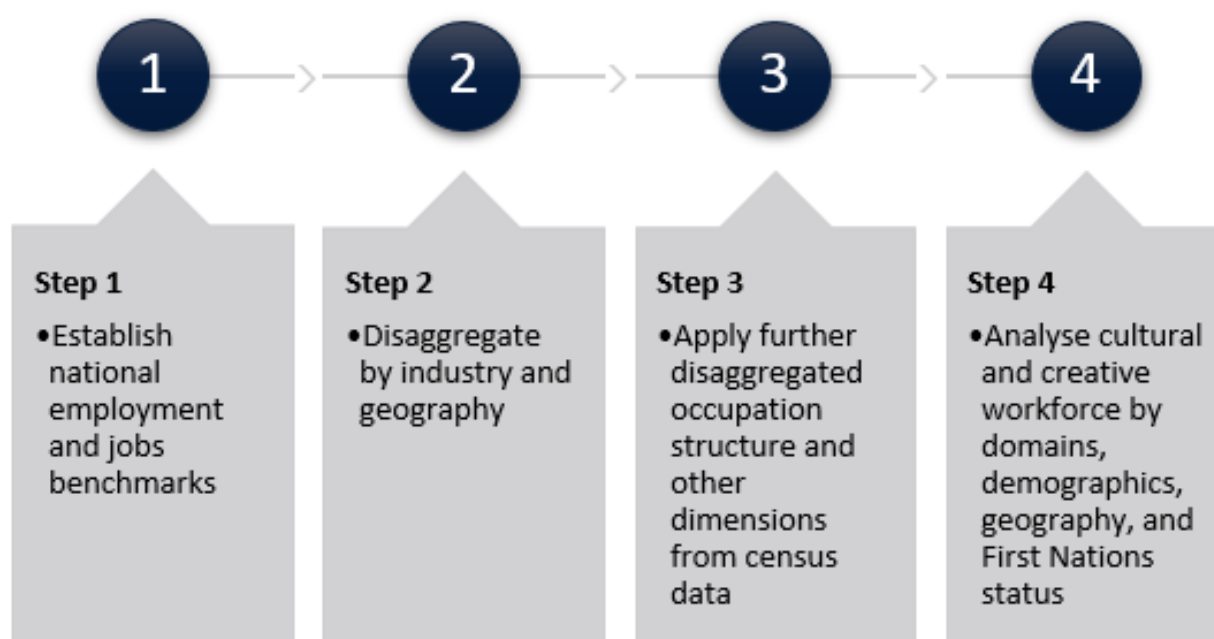 1
2
3
4
Step 1
•Establish
national
employment
and jobs
benchmarks
Step 2
•Disaggregate
by industry and
geography
Step 3
•Apply further
disaggregated
occupation
structure and
other
dimensions
from census
data
Step 4
•Analyse cultural
and creative
workforce by
domains,
demographics,
geography, and
First Nations
status